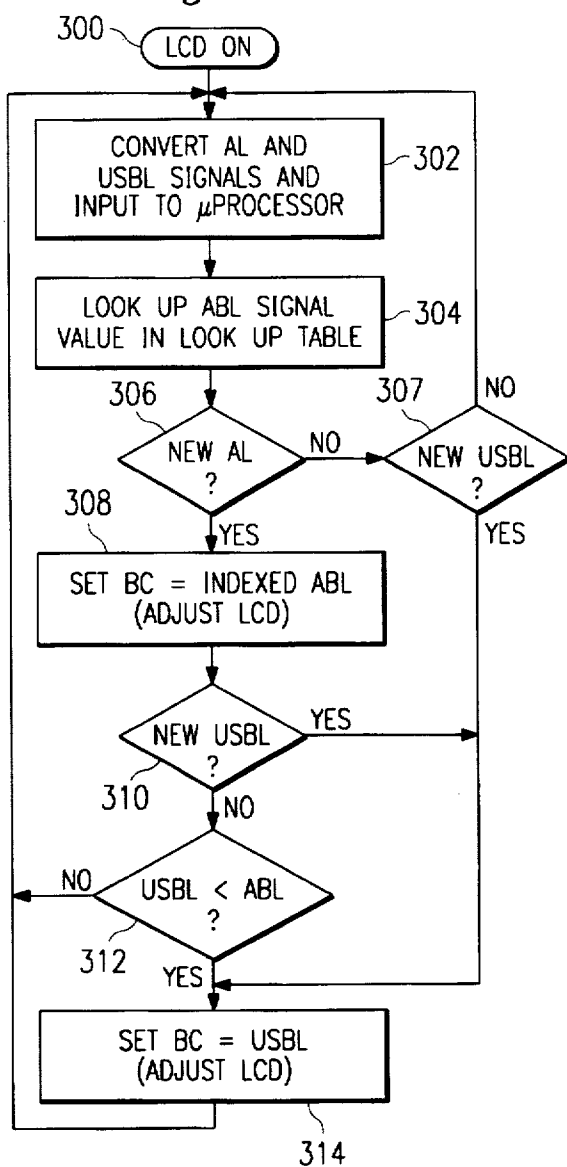 300
LCD ON
CONVERT AL AND
USBL SIGNALS AND
INPUT TO μPROCESSOR
302
LOOK UP ABL SIGNAL
VALUE IN LOOK UP TABLE
304
306
NEW AL
?
NO
YES
307
NO
NEW USBL
?
YES
308
SET BC = INDEXED ABL
(ADJUST LCD)
NEW USBL
?
YES
310
NO
USBL < ABL
?
NO
312
YES
SET BC = USBL
(ADJUST LCD)
314